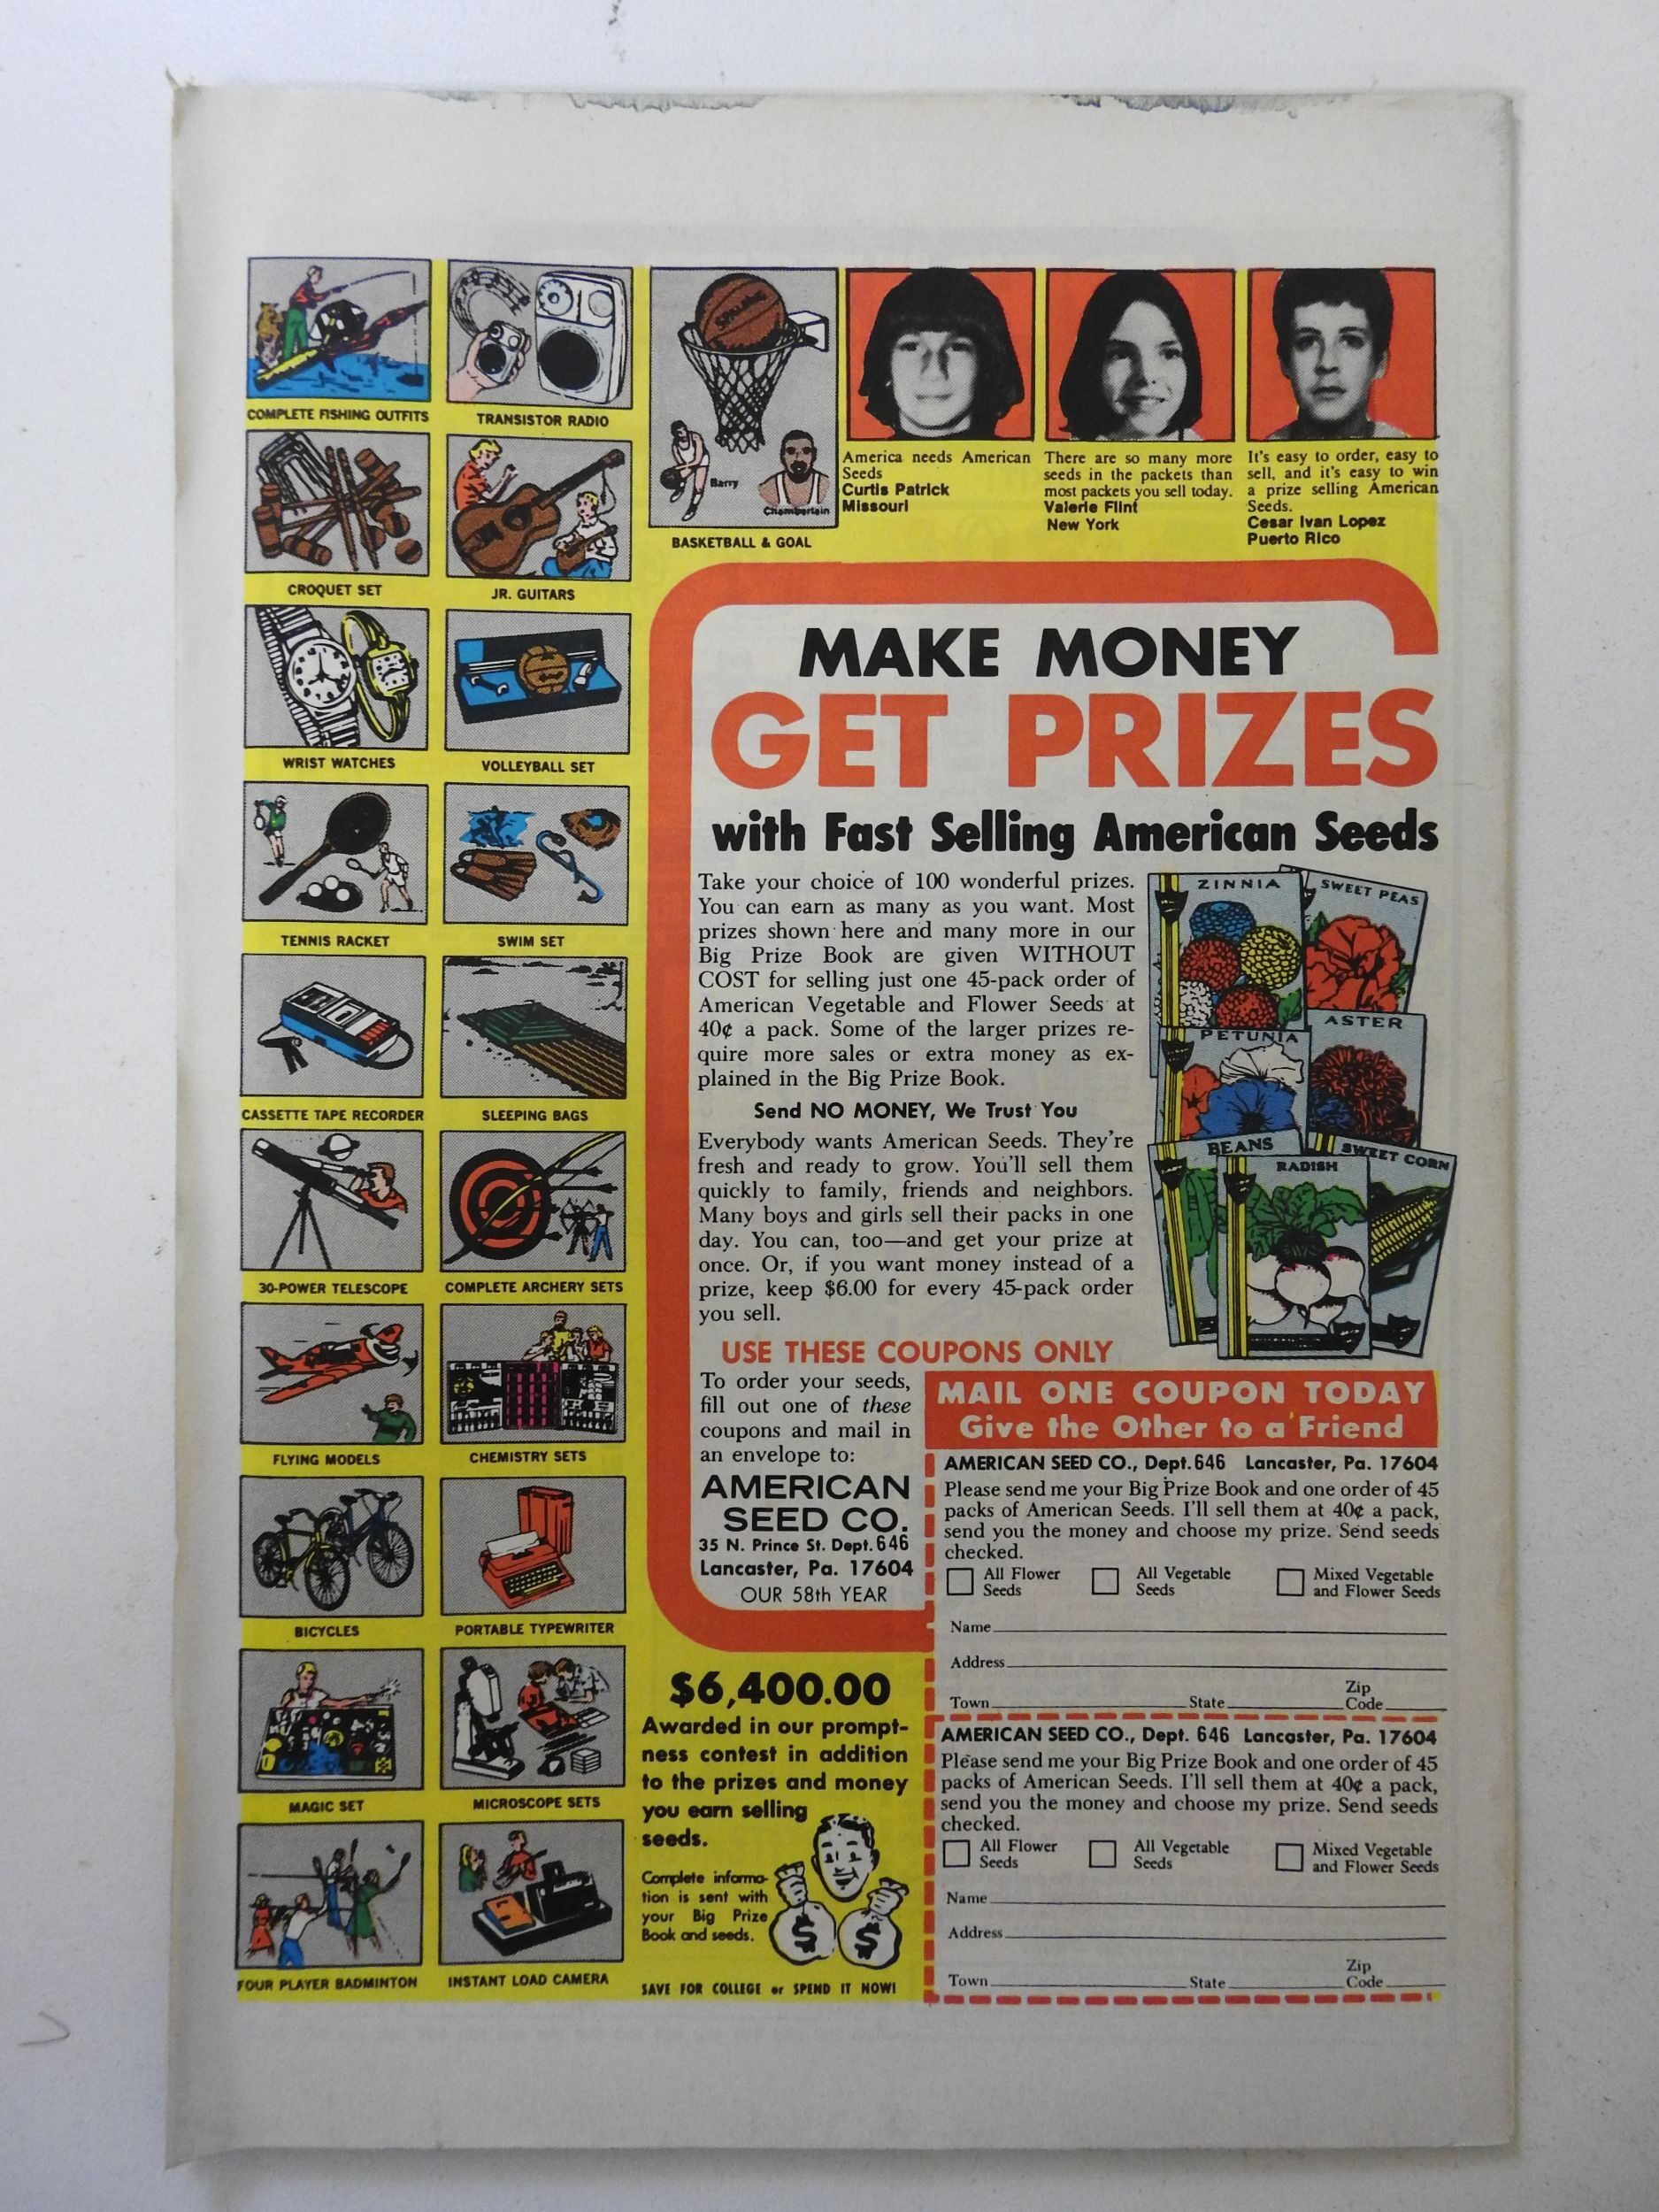 COMPLETE FISHING OUTFITS
TRANSISTOR RADIO
CROQUET SET
JR. GUITARS
WRIST WATCHES
VOLLEYBALL SET
TENNIS RACKET
SWIM SET
CASSETTE TAPE RECORDER
SLEEPING BAGS
30-POWER TELESCOPE
COMPLETE ARCHERY SETS
FLYING MODELS
CHEMISTRY SETS
BICYCLES
PORTABLE TYPEWRITER
MAGIC SET
MICROSCOPE SETS
FOUR PLAYER BADMINTON
INSTANT LOAD CAMERA
SPALDING
Barry
Chamberlain
BASKETBALL & GOAL
America needs American
Seeds
Curtis Patrick
Missouri
There are so many more
seeds in the packets than
most packets you sell today.
Valerie Flint
New York
It's easy to order, easy to
sell, and it's easy to win
a prize selling American
Seeds.
Cesar Ivan Lopez
Puerto Rico
MAKE MONEY
GET PRIZES
with Fast Selling American Seeds
Take your choice of 100 wonderful prizes.
You can earn as many as you want. Most
prizes shown here and many more in our
Big Prize Book are given WITHOUT
COST for selling just one 45-pack order of
American Vegetable and Flower Seeds at
40¢ a pack. Some of the larger prizes re-
quire more sales or extra money as ex-
plained in the Big Prize Book.
Send NO MONEY, We Trust You
Everybody wants American Seeds. They're
fresh and ready to grow. You'll sell them
quickly to family, friends and neighbors.
Many boys and girls sell their packs in one
day. You can, too—and get your prize at
once. Or, if you want money instead of a
prize, keep $6.00 for every 45-pack order
you sell.
ZINNIA
SWEET PEAS
PETUNIA
ASTER
BEANS
RADISH
SWEET CORN
USE THESE COUPONS ONLY
To order your seeds,
fill out one of these
coupons and mail in
an envelope to:
AMERICAN
SEED CO.
35 N. Prince St. Dept. 646
Lancaster, Pa. 17604
OUR 58th YEAR
$6,400.00
Awarded in our prompt-
ness contest in addition
to the prizes and money
you earn selling
seeds.
Complete informa-
tion is sent with
your Big Prize
Book and seeds.
$ $
SAVE FOR COLLEGE or SPEND IT NOW!
MAIL ONE COUPON TODAY
Give the Other to a Friend
AMERICAN SEED CO., Dept. 646 Lancaster, Pa. 17604
Please send me your Big Prize Book and one order of 45
packs of American Seeds. I'll sell them at 40¢ a pack,
send you the money and choose my prize. Send seeds
checked.
All Flower
Seeds
All Vegetable
Seeds
Mixed Vegetable
and Flower Seeds
Name
Address
Town State Zip
Code
AMERICAN SEED CO., Dept. 646 Lancaster, Pa. 17604
Please send me your Big Prize Book and one order of 45
packs of American Seeds. I'll sell them at 40¢ a pack,
send you the money and choose my prize. Send seeds
checked.
All Flower
Seeds
All Vegetable
Seeds
Mixed Vegetable
and Flower Seeds
Name
Address
Town State Zip
Code